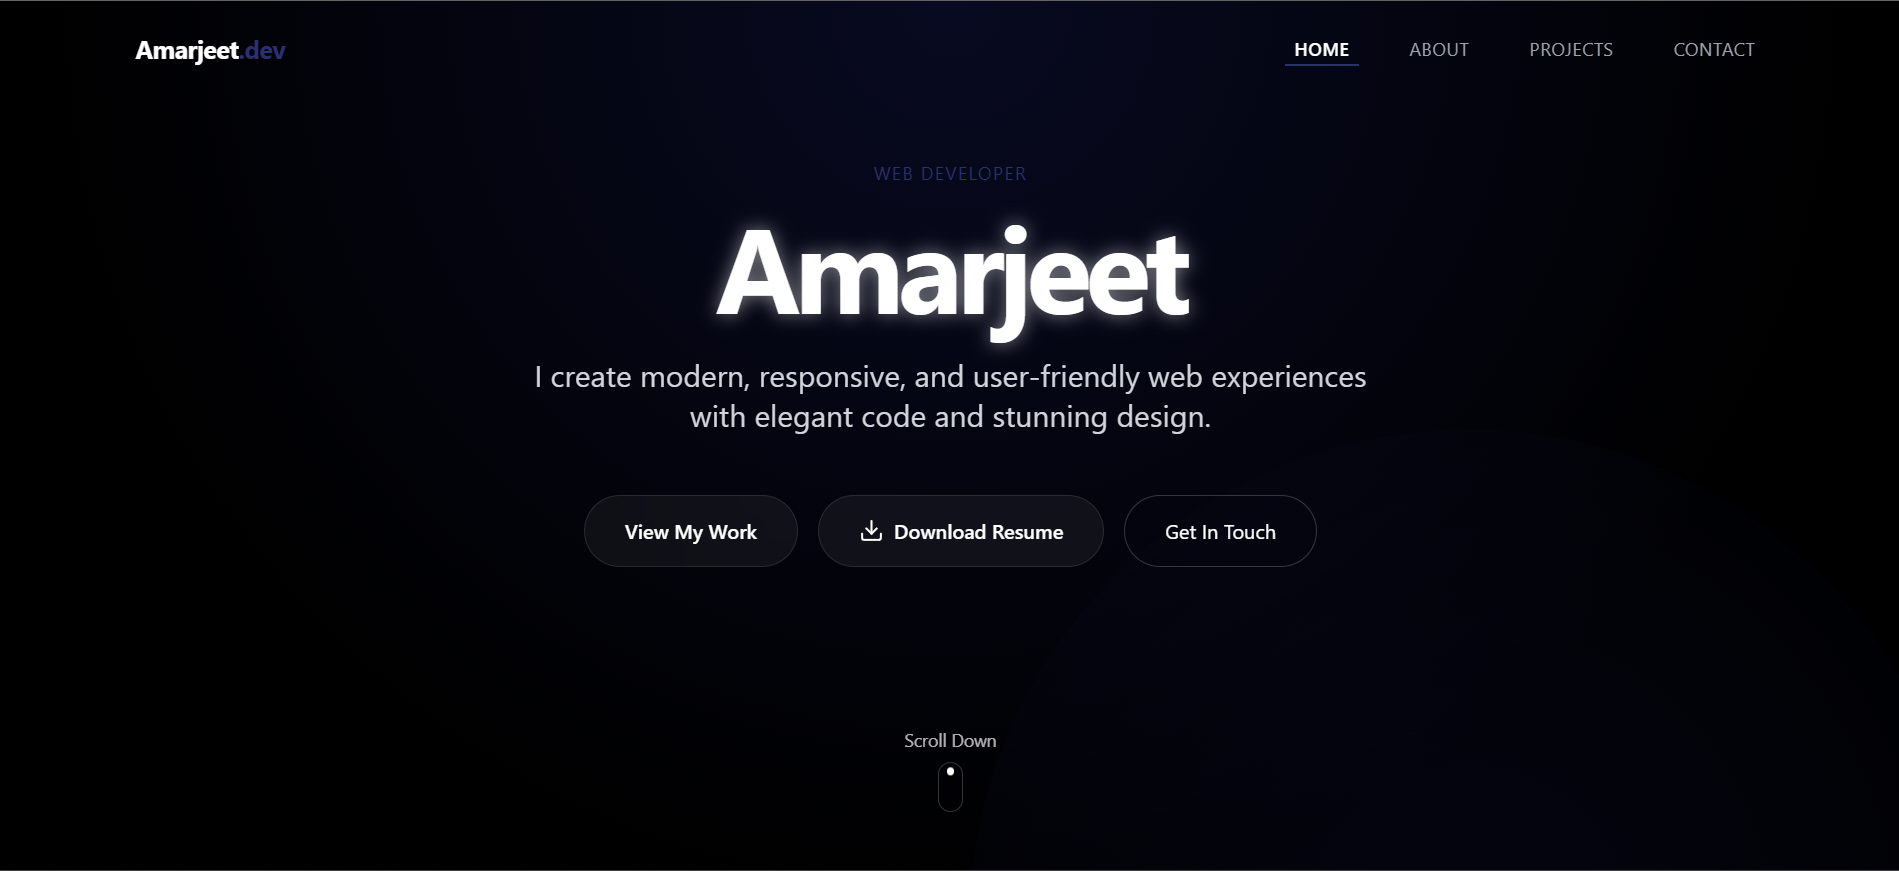 Amarjeet.dev
HOME
ABOUT
PROJECTS
CONTACT
WEB DEVELOPER
Amarjeet
I create modern, responsive, and user-friendly web experiences
with elegant code and stunning design.
View My Work
Download Resume
Get In Touch
Scroll Down